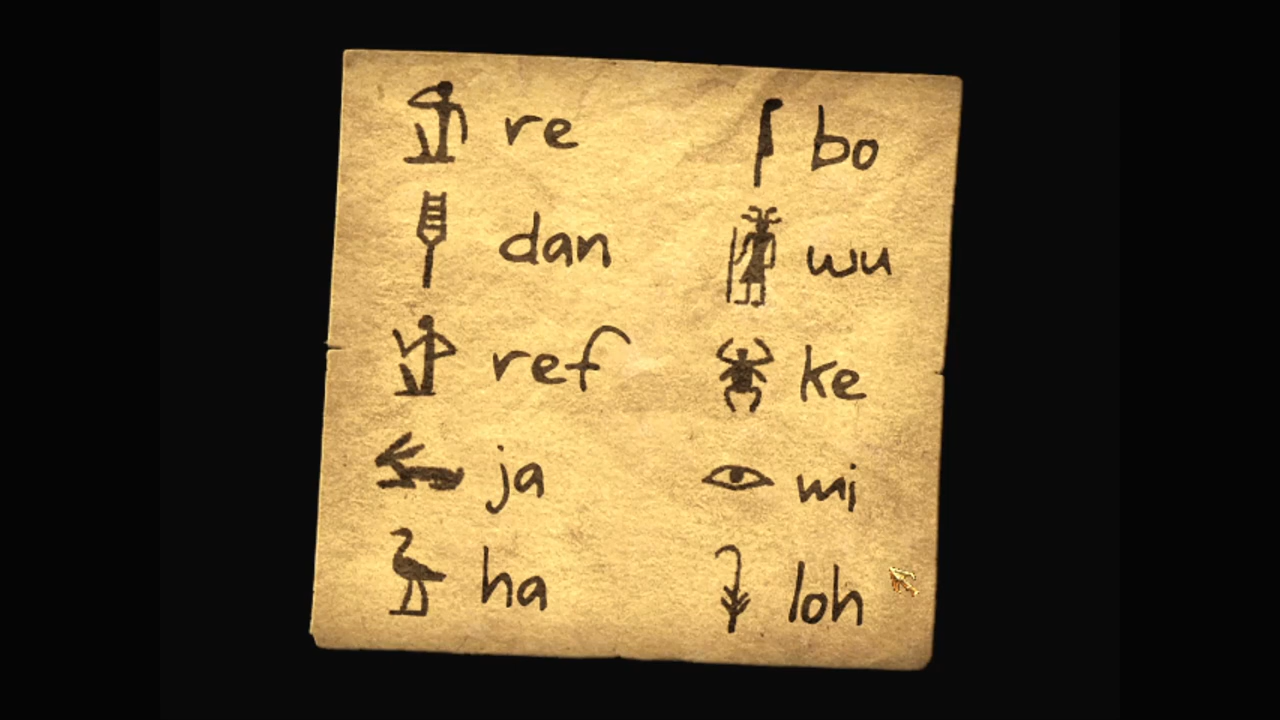 re bo
dan wu
ref ke
ja mi
ha loh